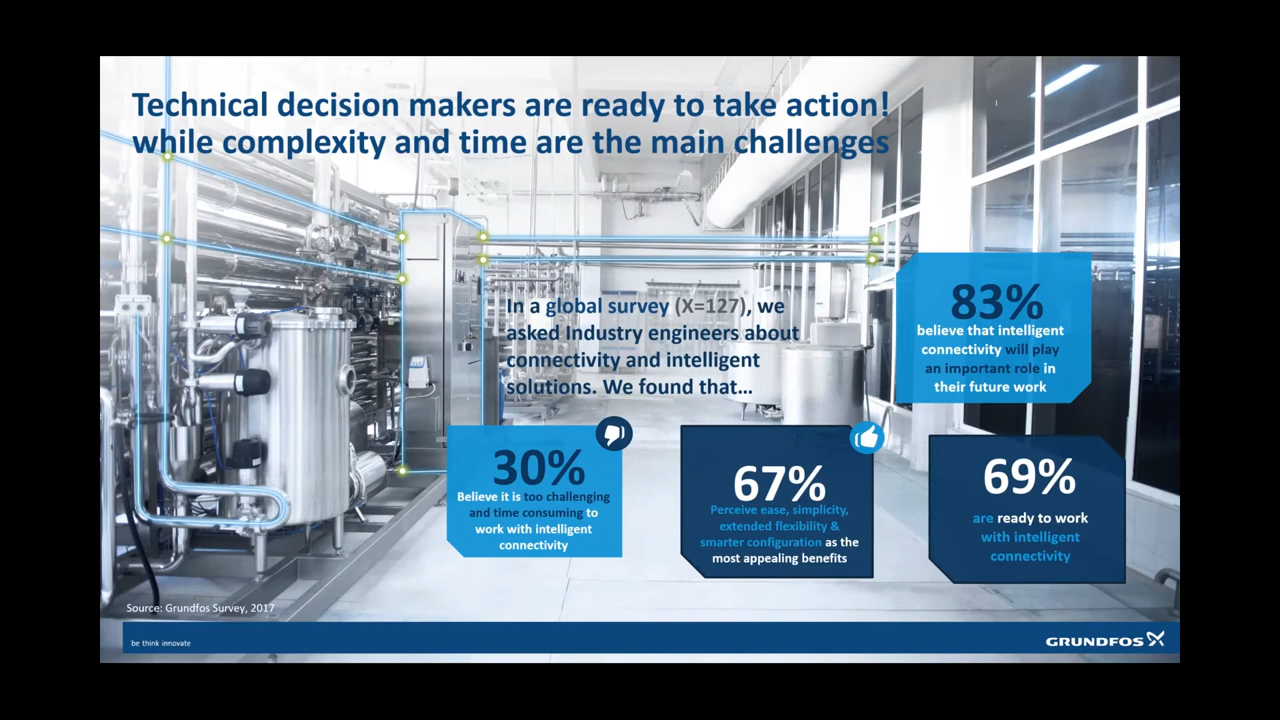 Technical decision makers are ready to take action!
while complexity and time are the main challenges
In a global survey (X=127), we
asked Industry engineers about
connectivity and intelligent
solutions. We found that…
83%
believe that intelligent
connectivity will play
an important role in
their future work
30%
Believe it is too challenging
and time consuming to
work with intelligent
connectivity
67%
Perceive ease, simplicity,
extended flexibility &
smarter configuration as the
most appealing benefits
69%
are ready to work
with intelligent
connectivity
Source: Grundfos Survey, 2017
be think innovate
GRUNDFOS